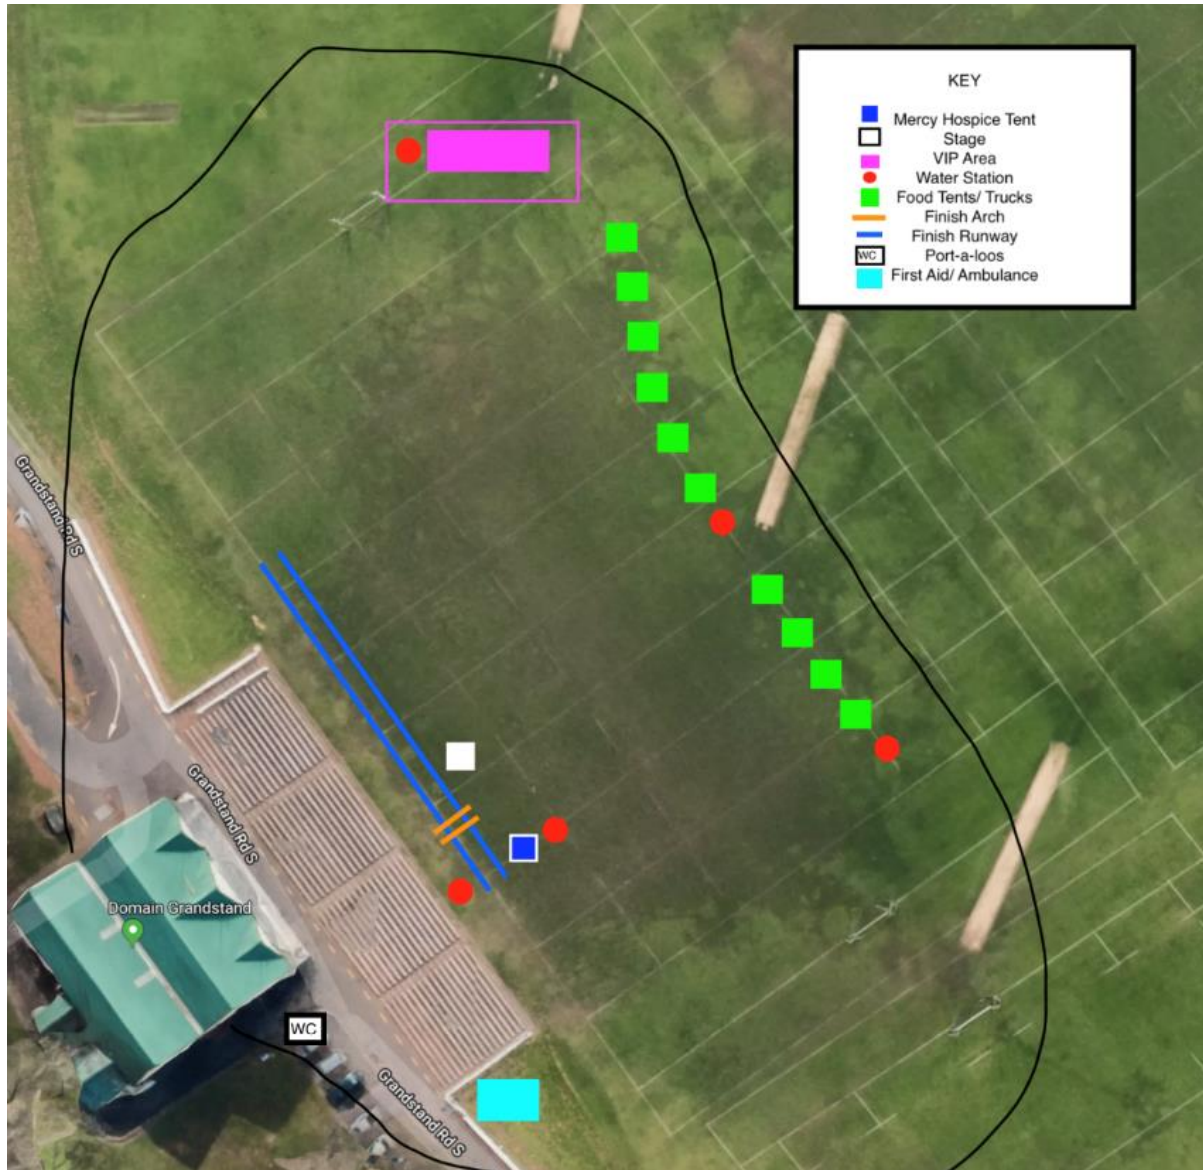 KEY
Mercy Hospice Tent
Stage
VIP Area
Water Station
Food Tents/ Trucks
Finish Arch
Finish Runway
WC
Port-a-loos
First Aid/ Ambulance
Grandstand Rd S
Grandstand Rd S
Domain Grandstand
WC
Grandstand Rd S